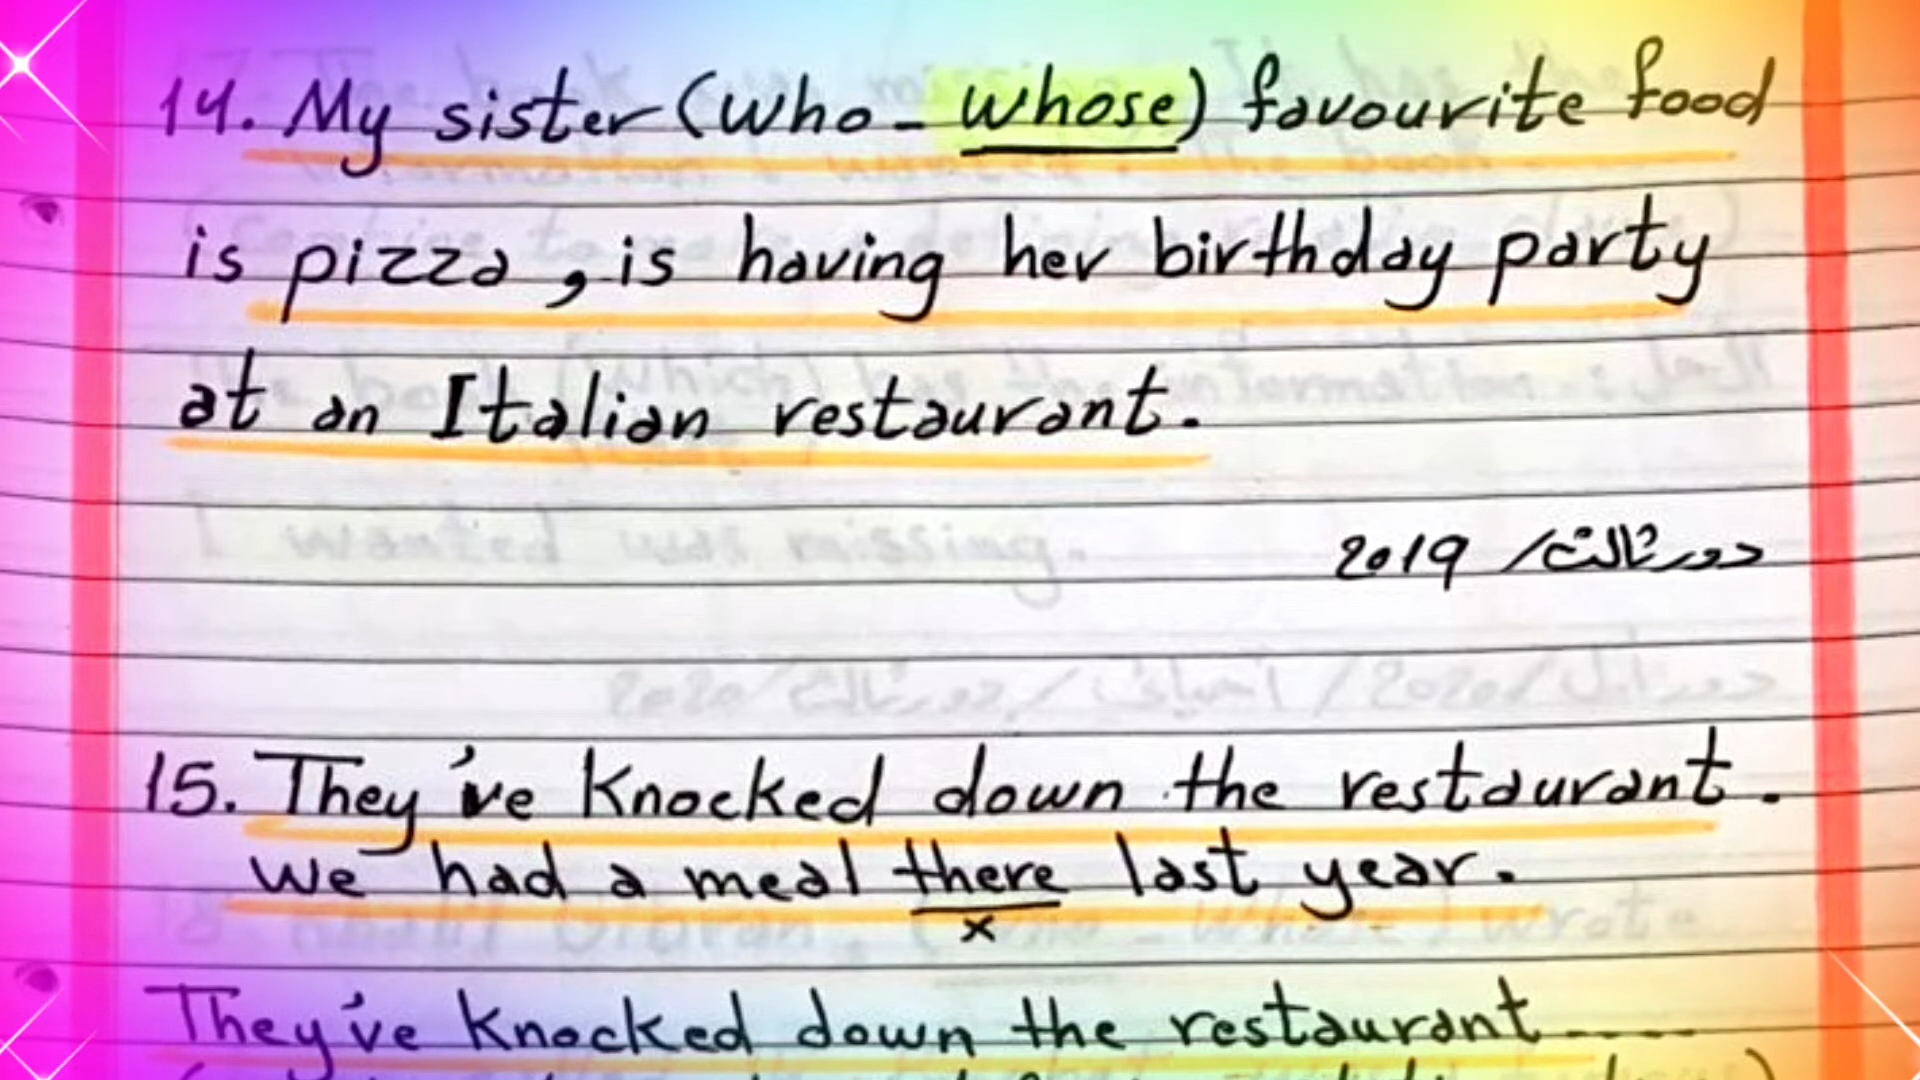 14. My sister (who - whose) favourite food
is pizza, is having her birthday party
at an Italian restaurant.
دور ثالث / 2019
15. They've knocked down the restaurant.
We had a meal there last year.
x
They've knocked down the restaurant ----